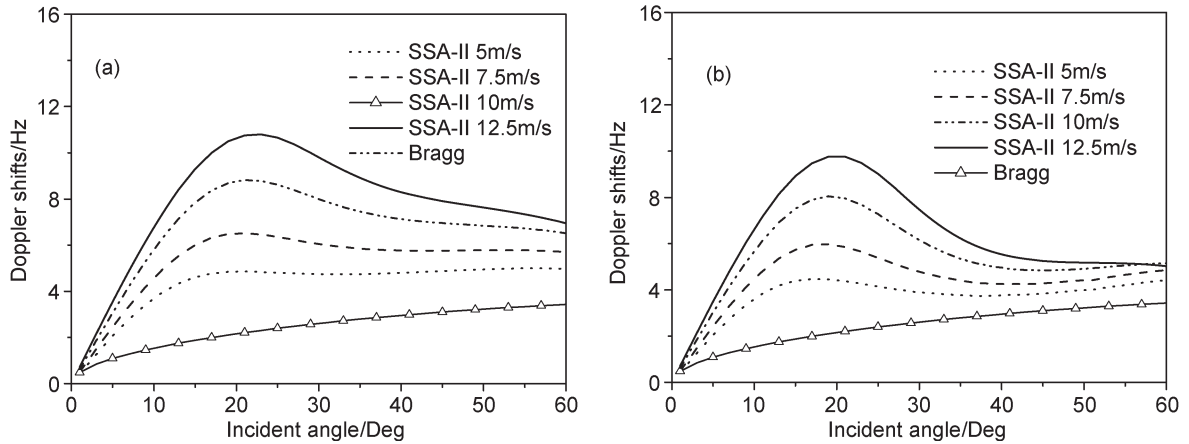 16
12
8
4
0
Doppler shifts/Hz
(a)
SSA-II 5m/s
SSA-II 7.5m/s
SSA-II 10m/s
SSA-II 12.5m/s
Bragg
0 10 20 30 40 50 60
Incident angle/Deg
16
12
8
4
0
Doppler shifts/Hz
(b)
SSA-II 5m/s
SSA-II 7.5m/s
SSA-II 10m/s
SSA-II 12.5m/s
Bragg
0 10 20 30 40 50 60
Incident angle/Deg